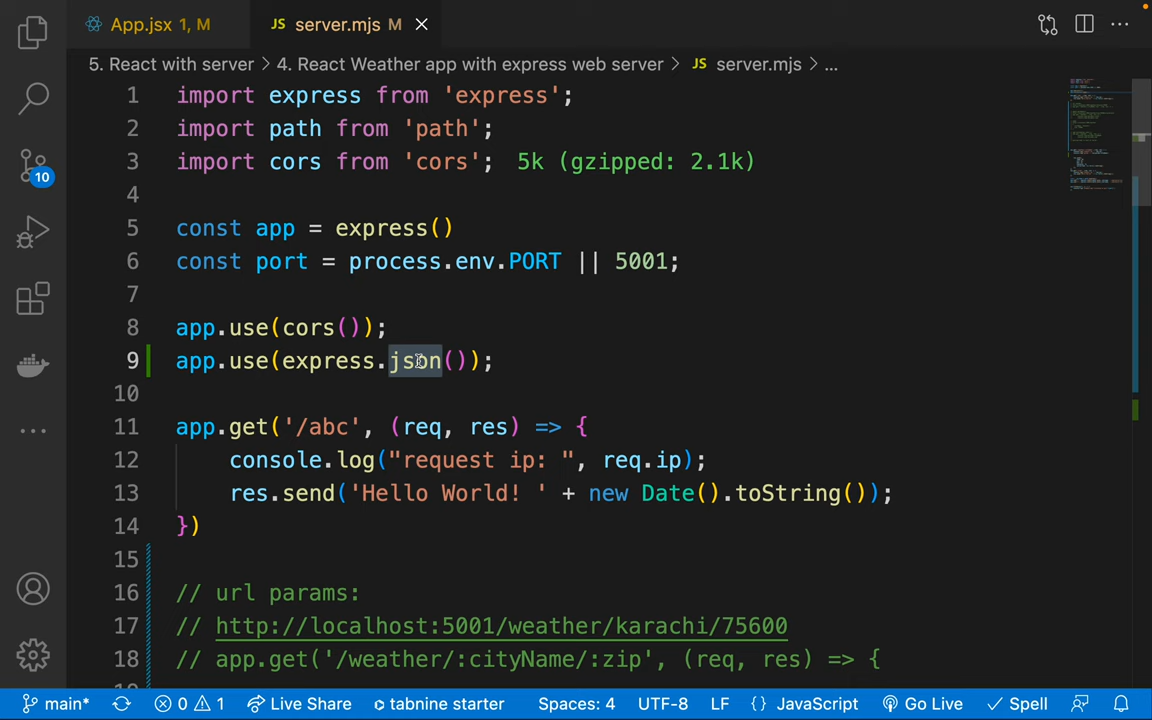 App.jsx 1, M
JS server.mjs M
5. React with server > 4. React Weather app with express web server > JS server.mjs > ...
1 import express from 'express';
2 import path from 'path';
3 import cors from 'cors'; 5k (gzipped: 2.1k)
4
5 const app = express()
6 const port = process.env.PORT || 5001;
7
8 app.use(cors());
9 app.use(express.json());
10
11 app.get('/abc', (req, res) => {
12 console.log("request ip: ", req.ip);
13 res.send('Hello World! ' + new Date().toString());
14 })
15
16 // url params:
17 // http://localhost:5001/weather/karachi/75600
18 // app.get('/weather/:cityName/:zip', (req, res) => {
10
main* 0 1 Live Share tabnine starter Spaces: 4 UTF-8 LF {} JavaScript Go Live Spell